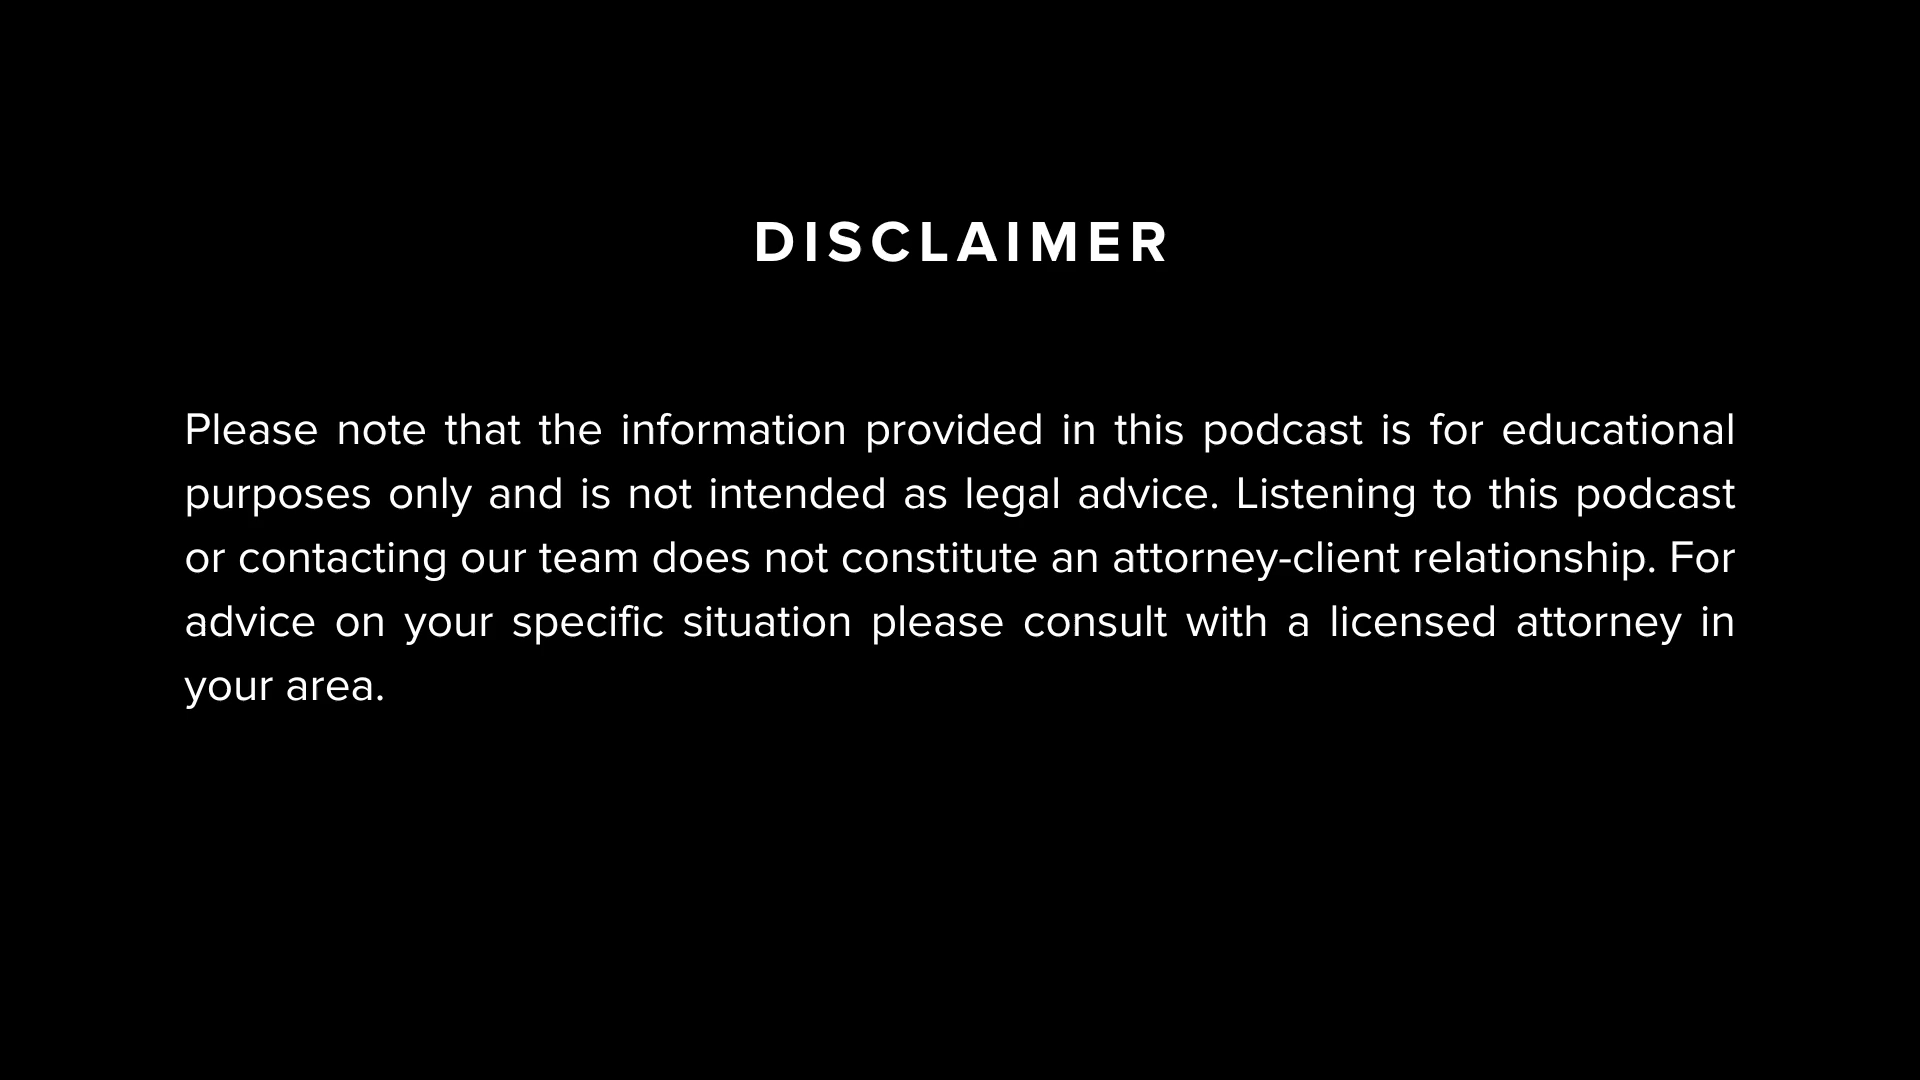 DISCLAIMER
Please note that the information provided in this podcast is for educational
purposes only and is not intended as legal advice. Listening to this podcast
or contacting our team does not constitute an attorney-client relationship. For
advice on your specific situation please consult with a licensed attorney in
your area.